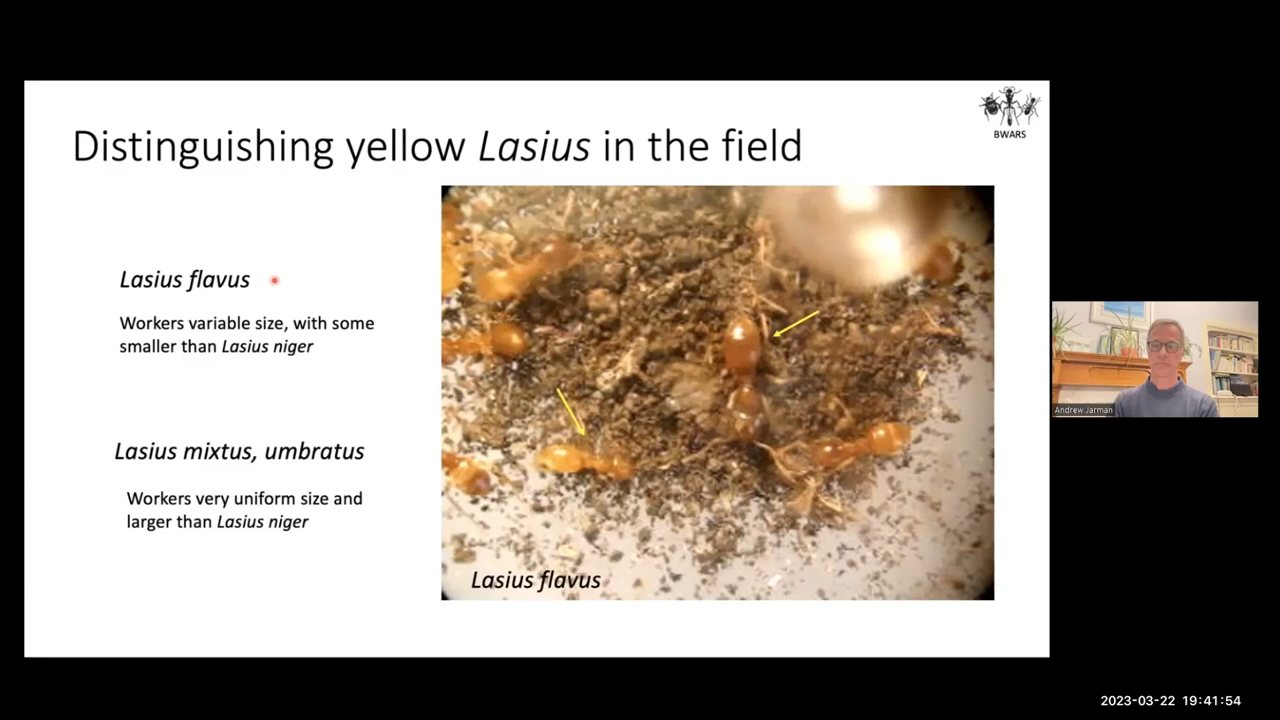 BWARS
Distinguishing yellow Lasius in the field
Lasius flavus
Workers variable size, with some
smaller than Lasius niger
Lasius mixtus, umbratus
Workers very uniform size and
larger than Lasius niger
Lasius flavus
Andrew Jarman
2023-03-22 19:41:54